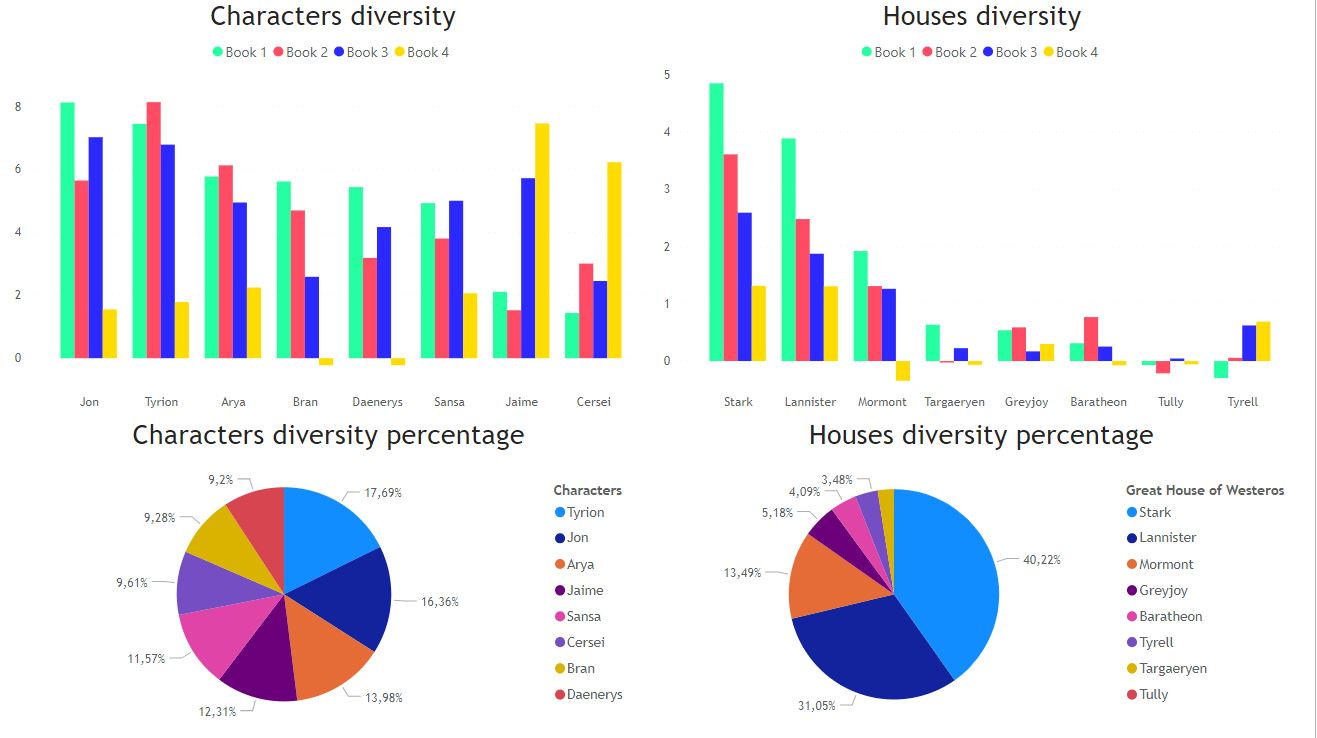 Characters diversity
Book 1 Book 2 Book 3 Book 4
8
6
4
2
0
Jon Tyrion Arya Bran Daenerys Sansa Jaime Cersei
Houses diversity
Book 1 Book 2 Book 3 Book 4
5
4
3
2
1
0
Stark Lannister Mormont Targaeryen Greyjoy Baratheon Tully Tyrell
Characters diversity percentage
9,2%
17,69%
9,28%
9,61%
16,36%
11,57%
13,98%
12,31%
Characters
Tyrion
Jon
Arya
Jaime
Sansa
Cersei
Bran
Daenerys
Houses diversity percentage
3,48%
4,09%
5,18%
40,22%
13,49%
31,05%
Great House of Westeros
Stark
Lannister
Mormont
Greyjoy
Baratheon
Tyrell
Targaeryen
Tully